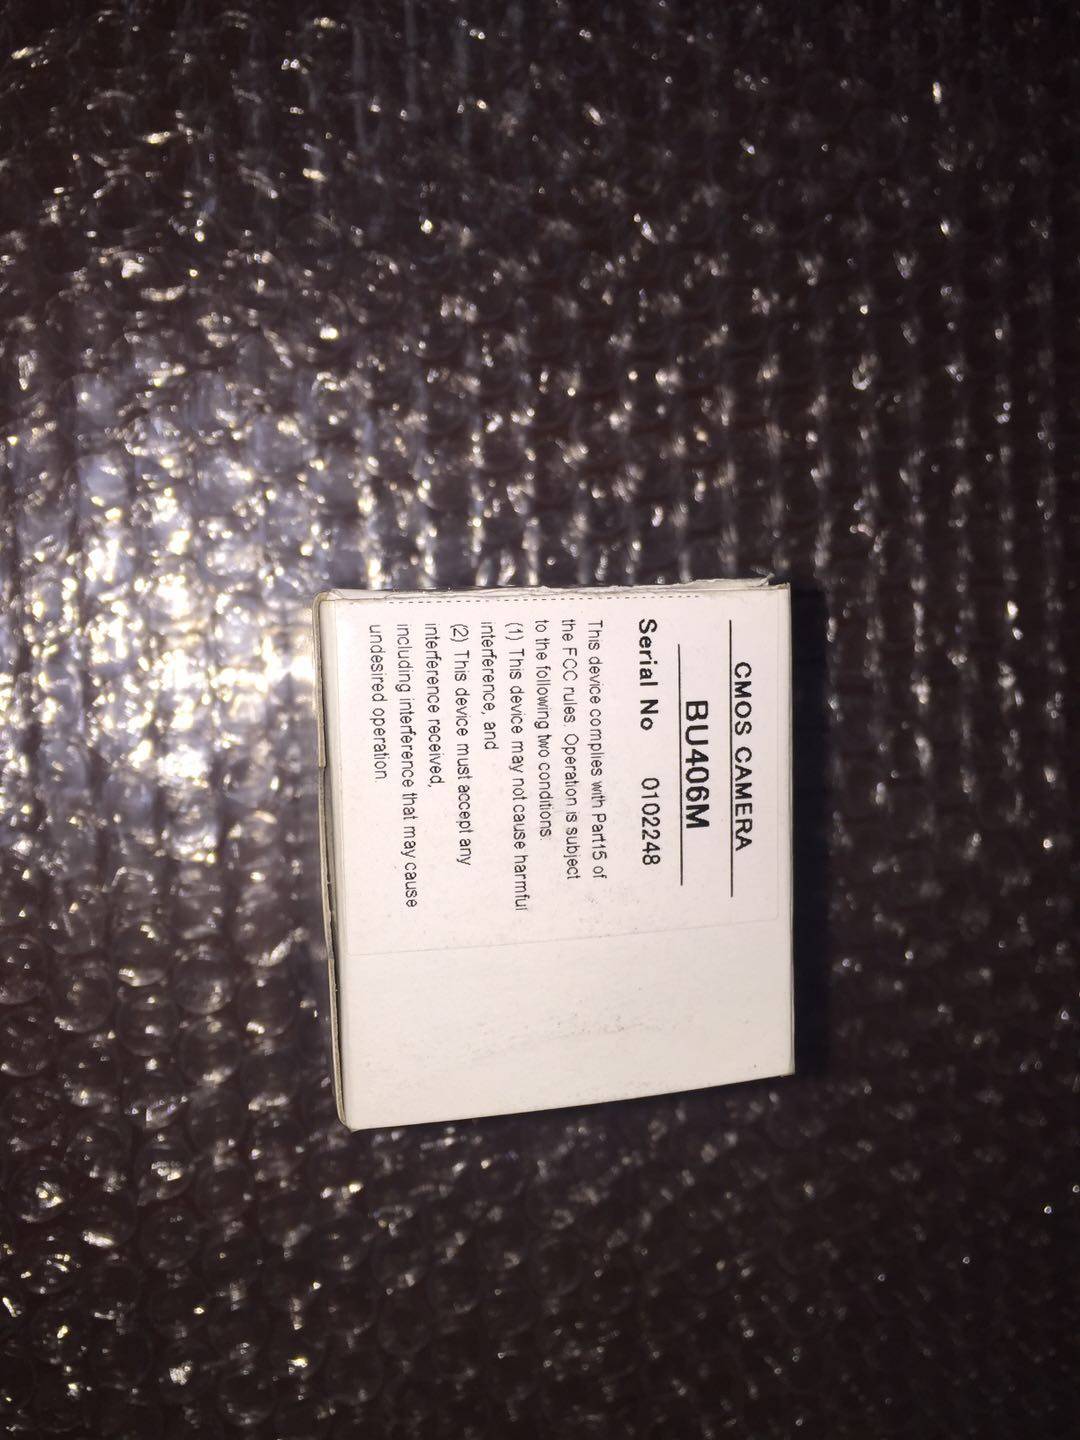 CMOS CAMERA
BU406M
Serial No 0102248
This device complies with Part15 of
the FCC rules. Operation is subject
to the following two conditions:
(1) This device may not cause harmful
interference, and
(2) This device must accept any
interference received,
including interference that may cause
undesired operation.